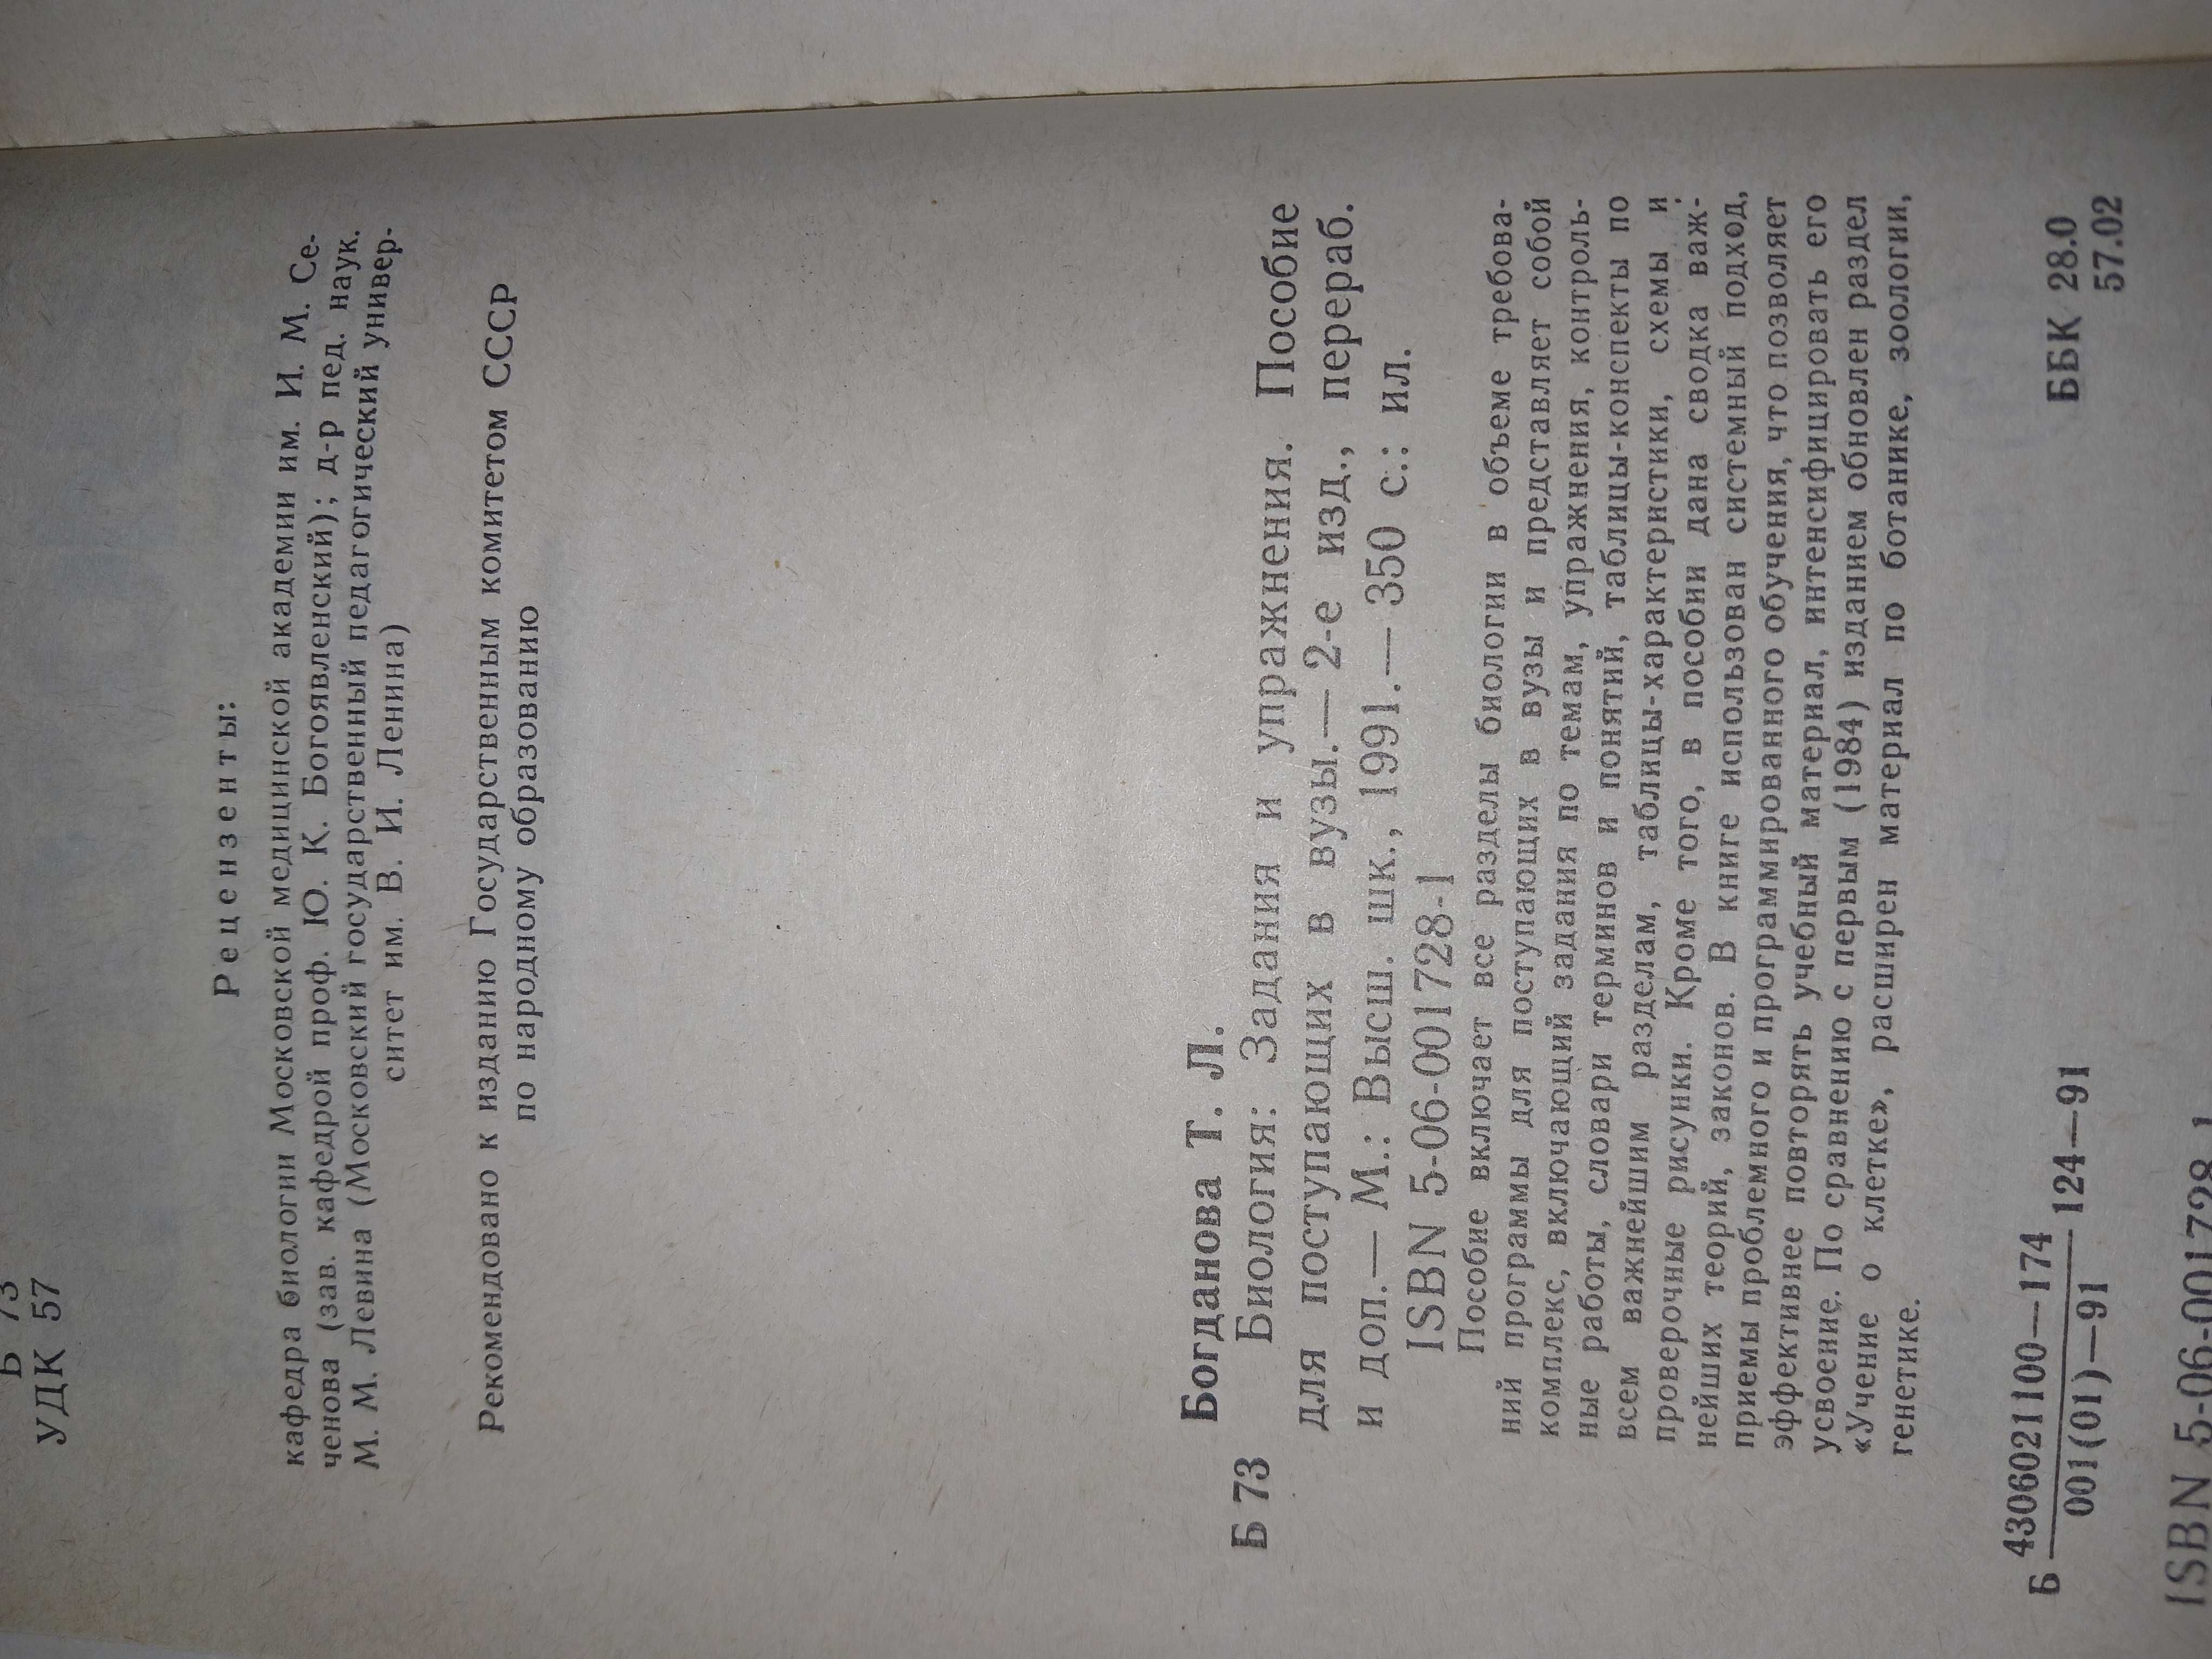 Б 73
УДК 57
Рецензенты:
кафедра биологии Московской медицинской академии им. И. М. Се-
ченова (зав. кафедрой проф. Ю. К. Богоявленский); д-р пед. наук.
М. М. Левина (Московский государственный педагогический универ-
ситет им. В. И. Ленина)
Рекомендовано к изданию Государственным комитетом СССР
по народному образованию
Богданова Т. Л.
Б 73 Биология: Задания и упражнения. Пособие
для поступающих в вузы.— 2-е изд., перераб.
и доп.— М.: Высш. шк., 1991.— 350 с.: ил.
ISBN 5-06-001728-1
Пособие включает все разделы биологии в объеме требова-
ний программы для поступающих в вузы и представляет собой
комплекс, включающий задания по темам, упражнения, контроль-
ные работы, словари терминов и понятий, таблицы-конспекты по
всем важнейшим разделам, таблицы-характеристики, схемы и
проверочные рисунки. Кроме того, в пособии дана сводка важ-
нейших теорий, законов. В книге использован системный подход,
приемы проблемного и программированного обучения, что позволяет
эффективнее повторять учебный материал, интенсифицировать его
усвоение. По сравнению с первым (1984) изданием обновлен раздел
«Учение о клетке», расширен материал по ботанике, зоологии,
генетике.
Б 4306021100—174
001(01)—91
124—91
ББК 28.0
57.02
ISBN 5-06-001728-1